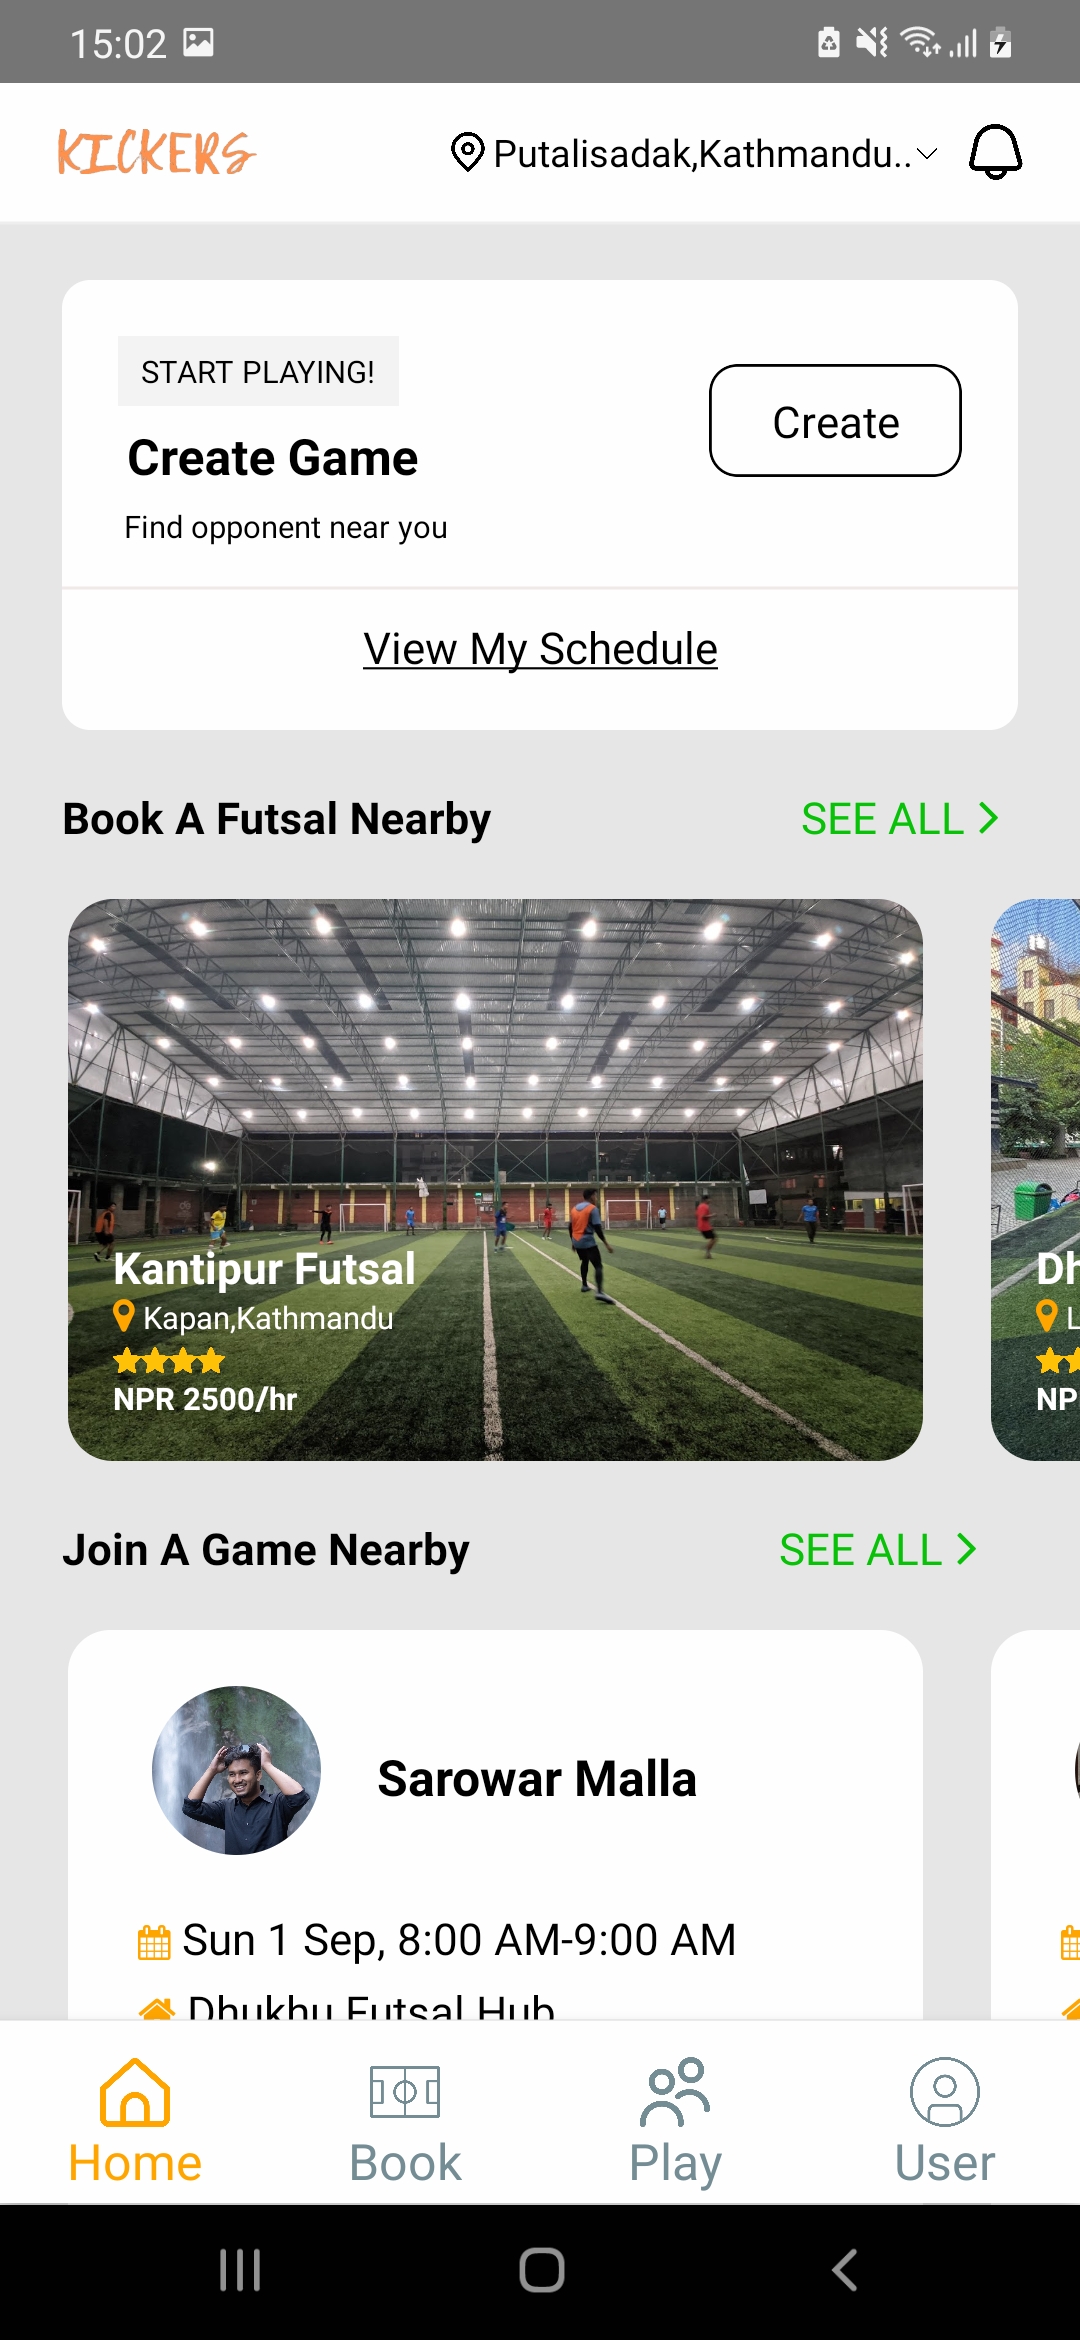 15:02
KICKERS
Putalisadak,Kathmandu..
START PLAYING!
Create Game
Create
Find opponent near you
View My Schedule
Book A Futsal Nearby
SEE ALL
Kantipur Futsal
Kapan,Kathmandu
NPR 2500/hr
Dh
L
NP
Join A Game Nearby
SEE ALL
Sarowar Malla
Sun 1 Sep, 8:00 AM-9:00 AM
Dhukhu Futsal Hub
Home
Book
Play
User